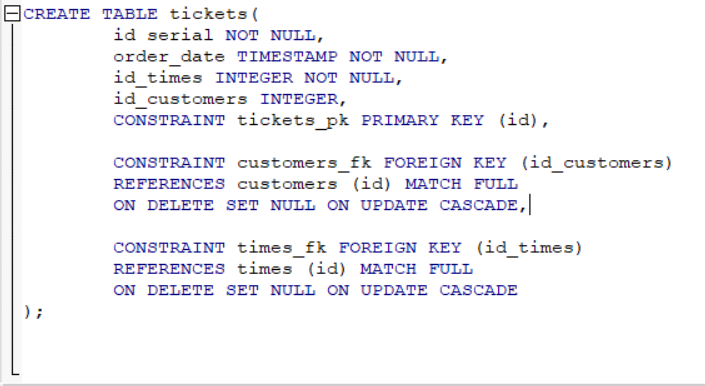 CREATE TABLE tickets(
id serial NOT NULL,
order_date TIMESTAMP NOT NULL,
id_times INTEGER NOT NULL,
id_customers INTEGER,
CONSTRAINT tickets_pk PRIMARY KEY (id),
CONSTRAINT customers_fk FOREIGN KEY (id_customers)
REFERENCES customers (id) MATCH FULL
ON DELETE SET NULL ON UPDATE CASCADE,
CONSTRAINT times_fk FOREIGN KEY (id_times)
REFERENCES times (id) MATCH FULL
ON DELETE SET NULL ON UPDATE CASCADE
);